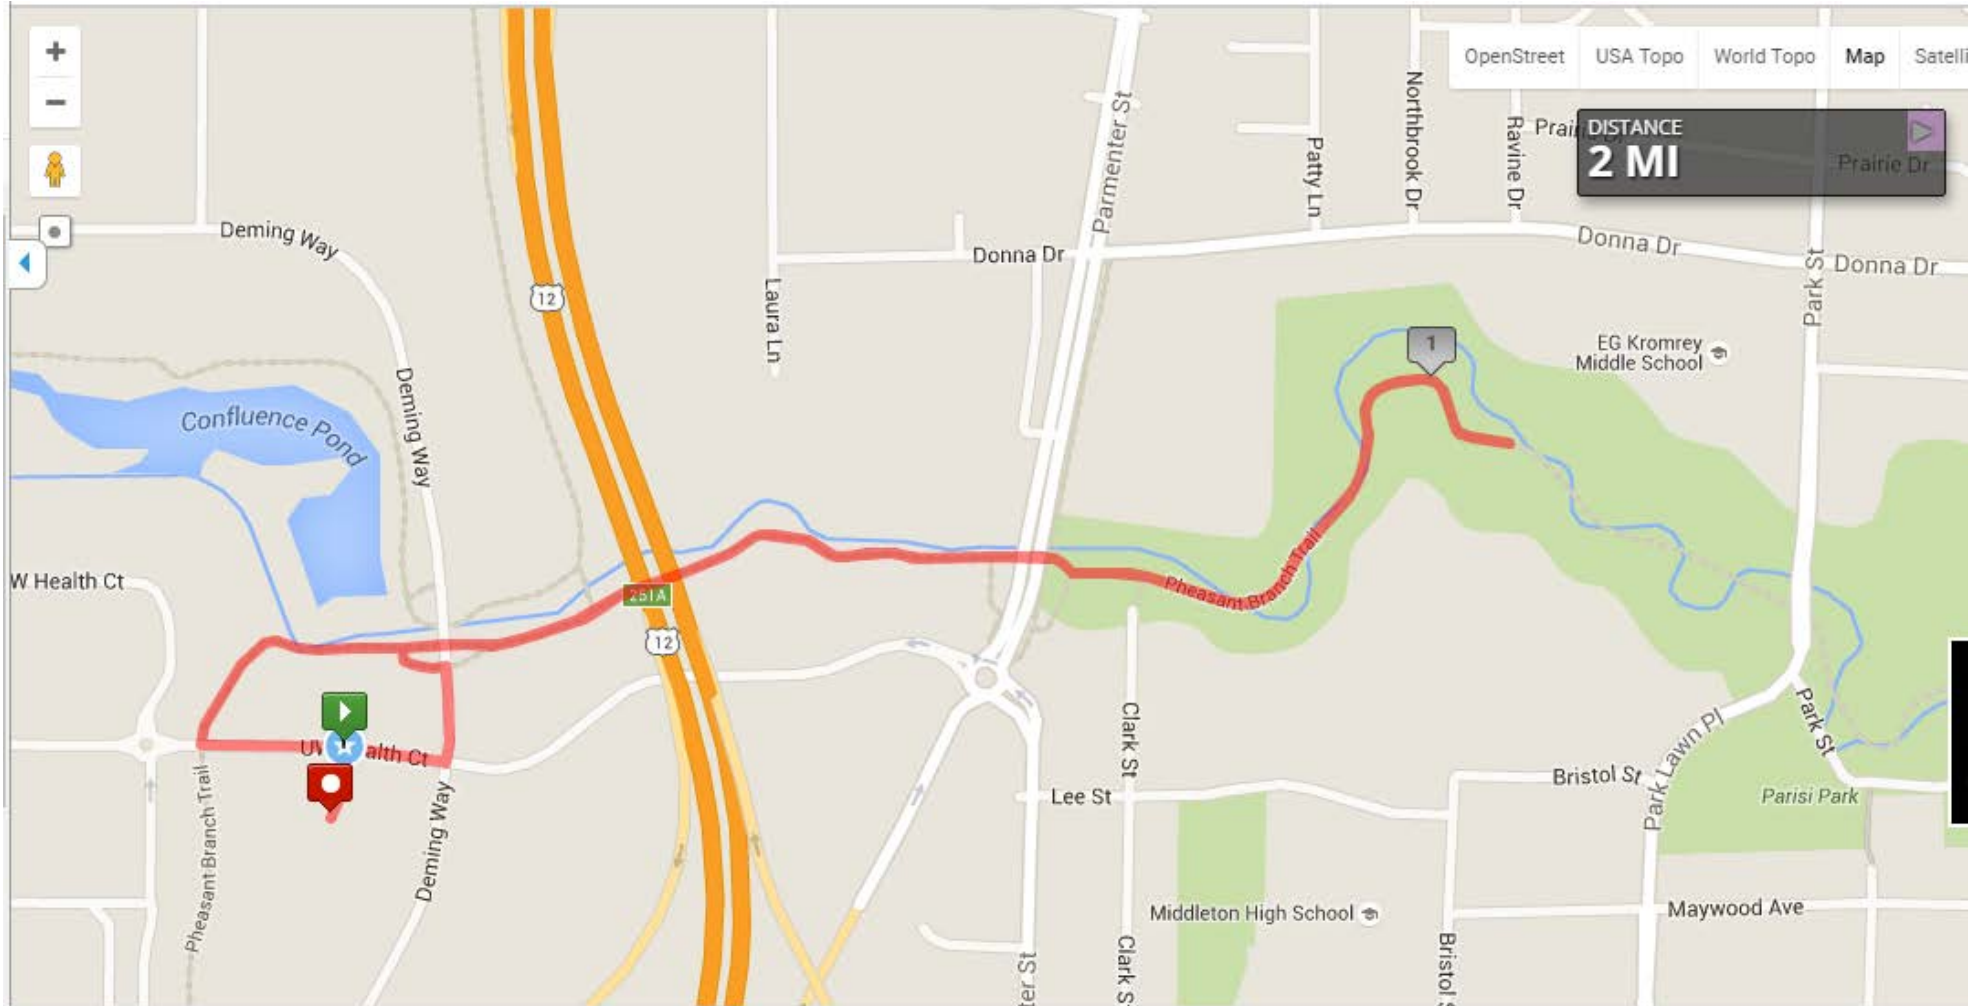 +
−
OpenStreet
USA Topo
World Topo
Map
DISTANCE
2 MI
Prairie Dr
Parmenter St
Patty Ln
Northbrook Dr
Ravine Dr
Deming Way
Donna Dr
Donna Dr
Donna Dr
Park St
12
Laura Ln
EG Kromrey
Middle School
1
Deming Way
Confluence Pond
W Health Ct
251A
12
Pheasant Branch Trail
Clark St
Park St
Park Lawn Pl
alth Ct
Bristol St
Lee St
Parisi Park
Pheasant Branch Trail
Deming Way
Middleton High School
Maywood Ave
Clark S
Bristol S
ter St